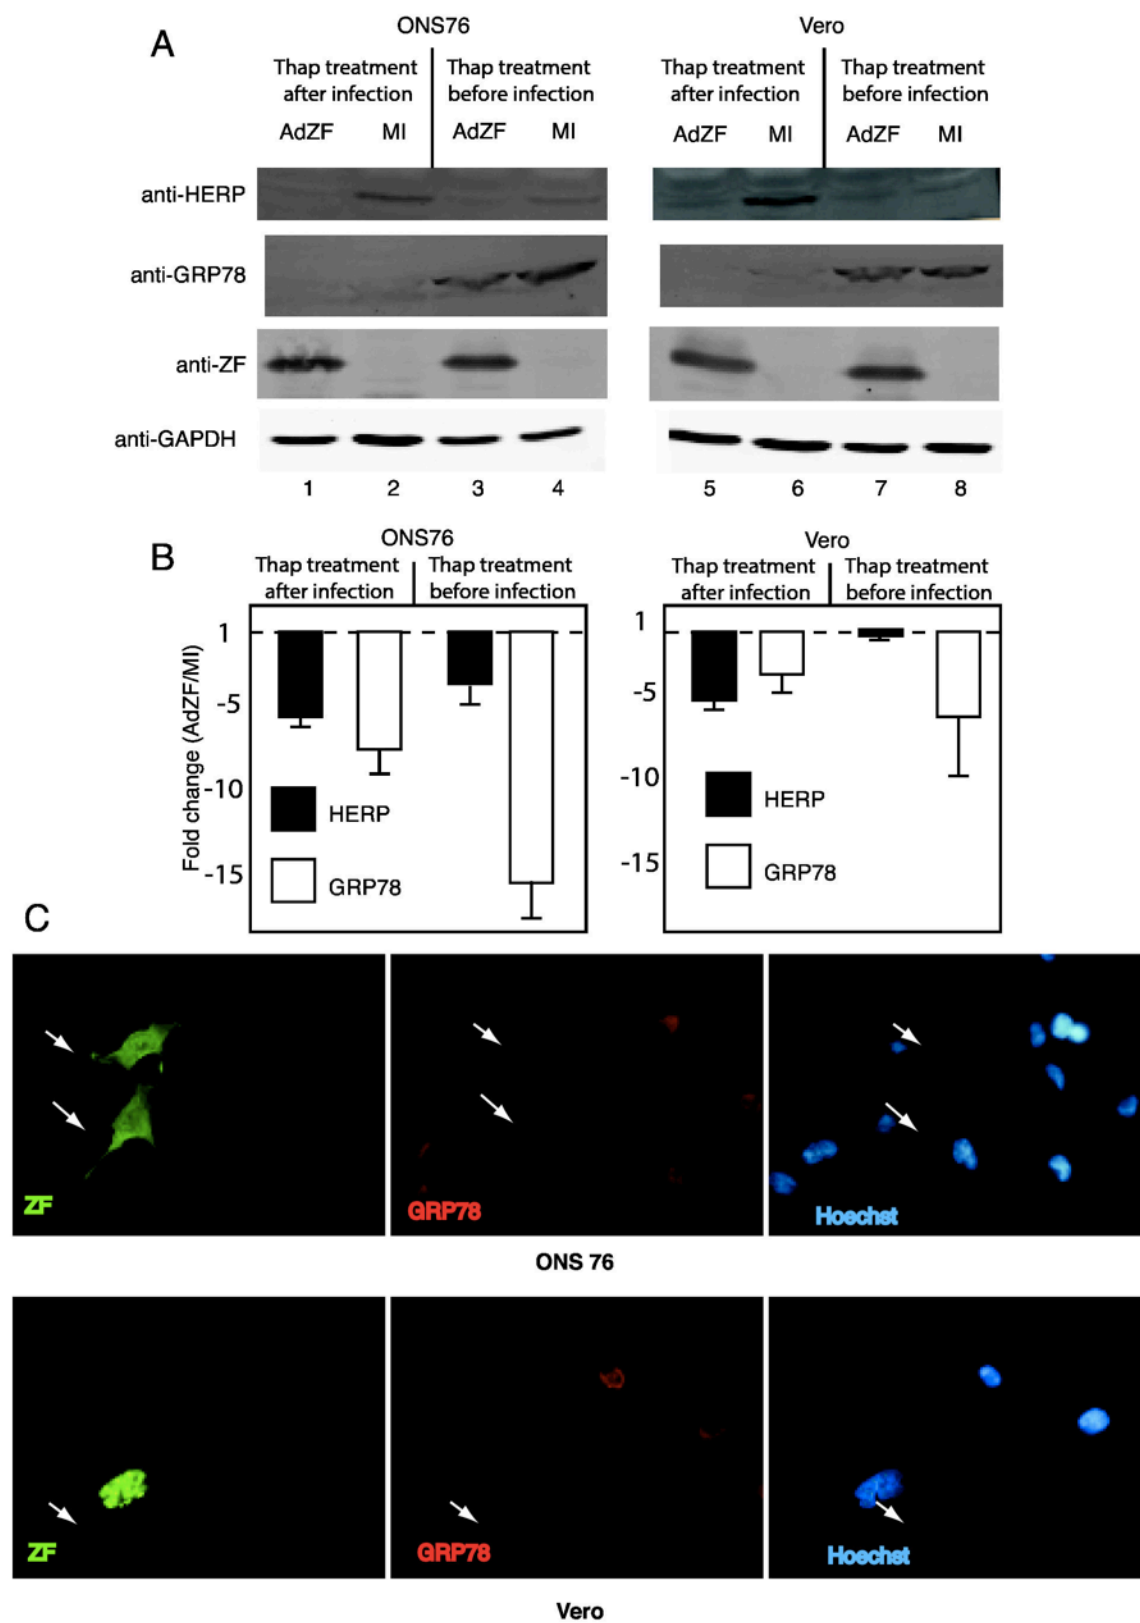 A
ONS76
Vero
Thap treatment after infection
Thap treatment before infection
Thap treatment after infection
Thap treatment before infection
AdZF MI AdZF MI AdZF MI AdZF MI
anti-HERP
anti-GRP78
anti-ZF
anti-GAPDH
1 2 3 4 5 6 7 8
B
ONS76
Vero
Thap treatment after infection
Thap treatment before infection
Thap treatment after infection
Thap treatment before infection
Fold change (AdZF/MI)
1
-5
-10
-15
HERP
GRP78
1
-5
-10
-15
HERP
GRP78
C
ZF
GRP78
Hoechst
ONS 76
ZF
GRP78
Hoechst
Vero